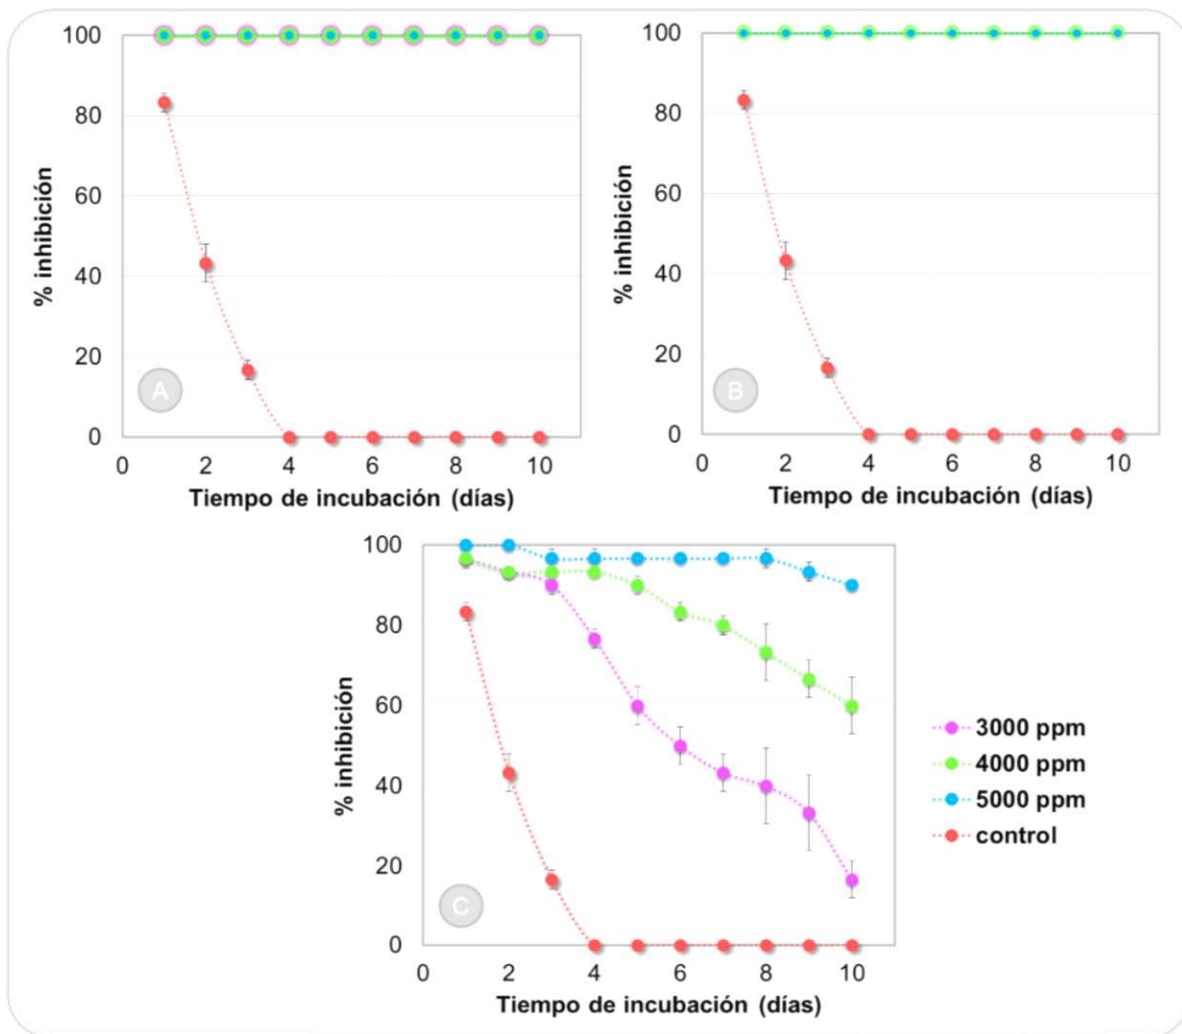 100
80
60
40
20
0
% inhibición
A
0 2 4 6 8 10
Tiempo de incubación (días)
100
80
60
40
20
0
% inhibición
B
0 2 4 6 8 10
Tiempo de incubación (días)
100
80
60
40
20
0
% inhibición
C
0 2 4 6 8 10
Tiempo de incubación (días)
3000 ppm
4000 ppm
5000 ppm
control